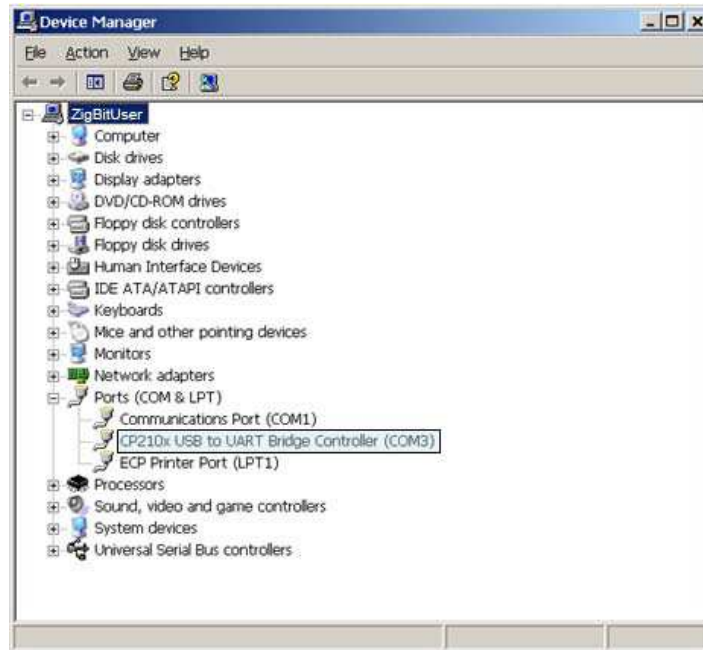 Device Manager
File Action View Help
ZigBitUser
Computer
Disk drives
Display adapters
DVD/CD-ROM drives
Floppy disk controllers
Floppy disk drives
Human Interface Devices
IDE ATA/ATAPI controllers
Keyboards
Mice and other pointing devices
Monitors
Network adapters
Ports (COM & LPT)
Communications Port (COM1)
CP210x USB to UART Bridge Controller (COM3)
ECP Printer Port (LPT1)
Processors
Sound, video and game controllers
System devices
Universal Serial Bus controllers